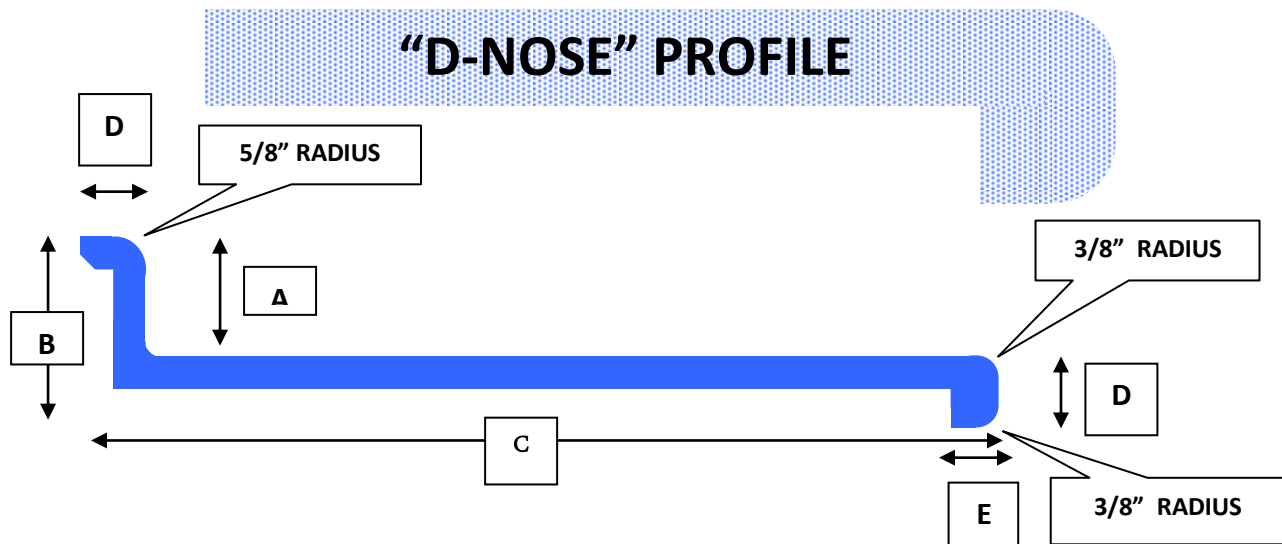 “D-NOSE” PROFILE
D
5/8” RADIUS
3/8”  RADIUS
A
B
D
C
E
3/8”  RADIUS